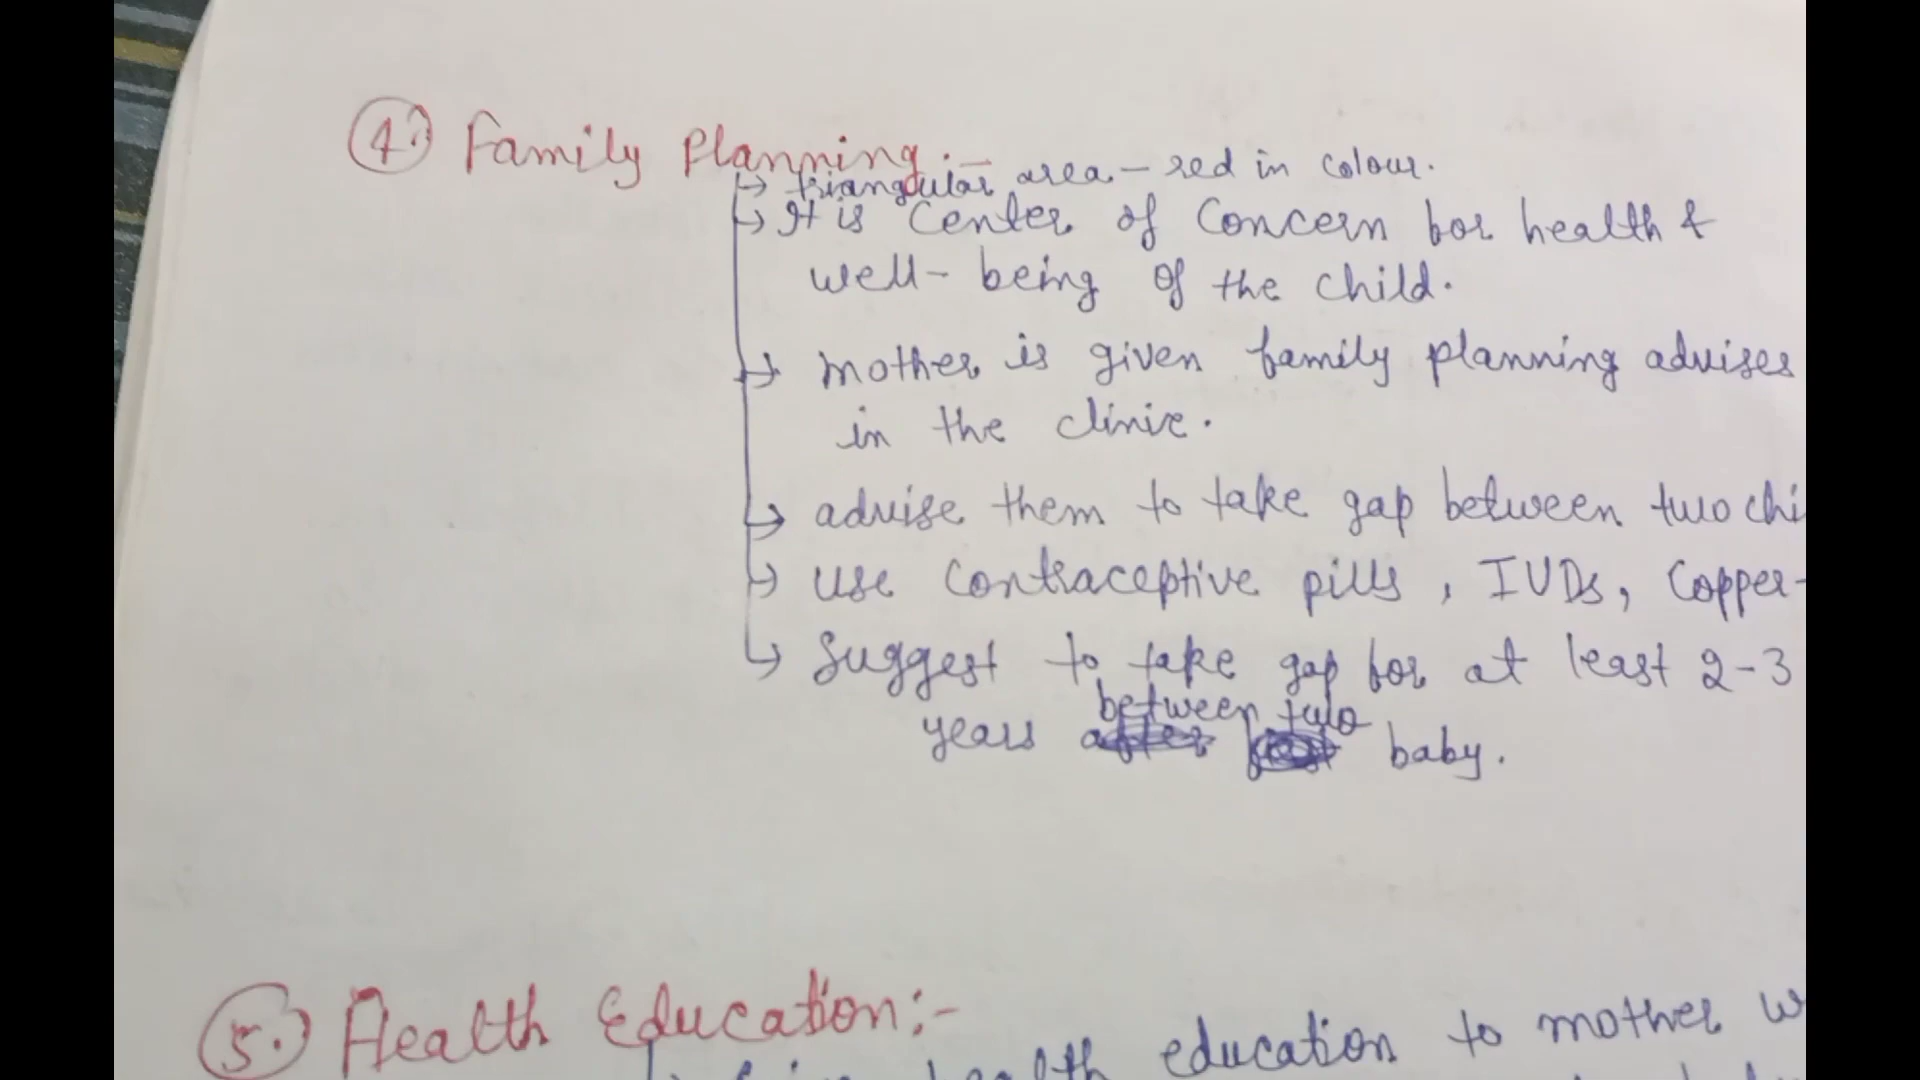 4. Family Planning :-
↳ triangular area - red in colour.
↳ It is Center of Concern for health &
well-being of the child.
↳ mother is given family planning advises
in the clinic.
↳ advise them to take gap between two chi
↳ use Contraceptive pills, IUDs, Copper-
↳ Suggest to take gap for at least 2-3
between two
years baby.
5. Health Education :-
health education to mother w